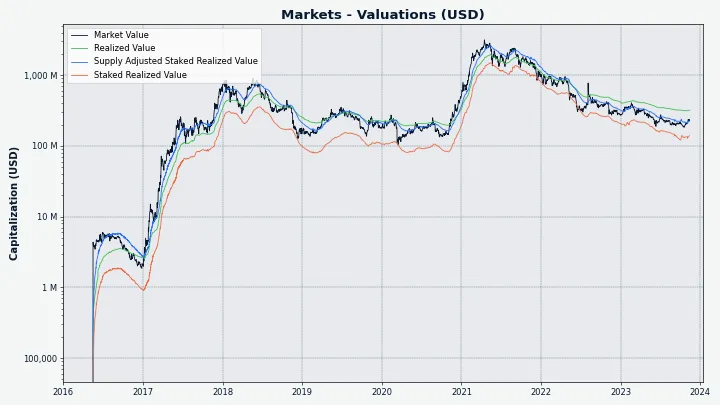 Markets - Valuations (USD)
Market Value
Realized Value
Supply Adjusted Staked Realized Value
Staked Realized Value
Capitalization (USD)
1,000 M
100 M
10 M
1 M
100,000
2016 2017 2018 2019 2020 2021 2022 2023 2024